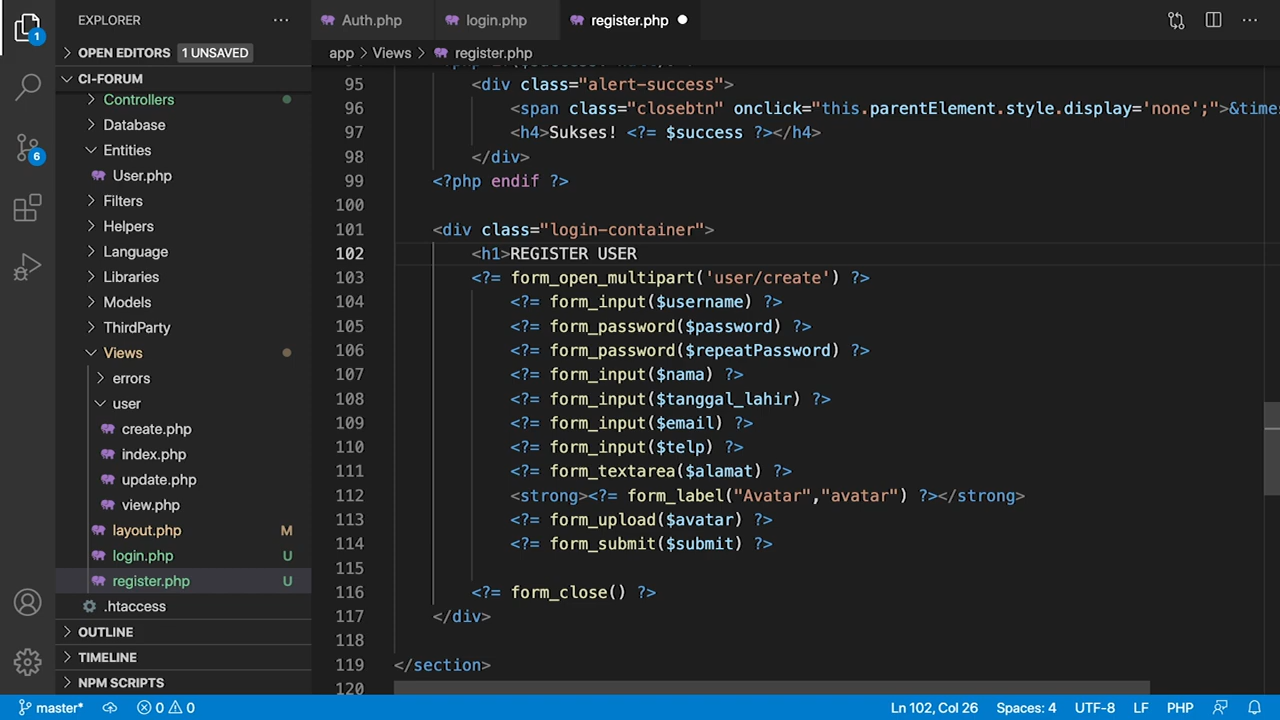 EXPLORER
Auth.php
login.php
register.php
1
OPEN EDITORS 1 UNSAVED
app > Views > register.php
CI-FORUM
Controllers
Database
Entities
User.php
Filters
Helpers
Language
Libraries
Models
ThirdParty
Views
errors
user
create.php
index.php
update.php
view.php
layout.php M
login.php U
register.php U
.htaccess
OUTLINE
TIMELINE
NPM SCRIPTS
6
95 <div class="alert-success">
96 <span class="closebtn" onclick="this.parentElement.style.display='none';">&times
97 <h4>Sukses! <?= $success ?></h4>
98 </div>
99 <?php endif ?>
100
101 <div class="login-container">
102 <h1>REGISTER USER
103 <?= form_open_multipart('user/create') ?>
104 <?= form_input($username) ?>
105 <?= form_password($password) ?>
106 <?= form_password($repeatPassword) ?>
107 <?= form_input($nama) ?>
108 <?= form_input($tanggal_lahir) ?>
109 <?= form_input($email) ?>
110 <?= form_input($telp) ?>
111 <?= form_textarea($alamat) ?>
112 <strong><?= form_label("Avatar","avatar") ?></strong>
113 <?= form_upload($avatar) ?>
114 <?= form_submit($submit) ?>
115
116 <?= form_close() ?>
117 </div>
118
119 </section>
120
master* 0 0 Ln 102, Col 26 Spaces: 4 UTF-8 LF PHP